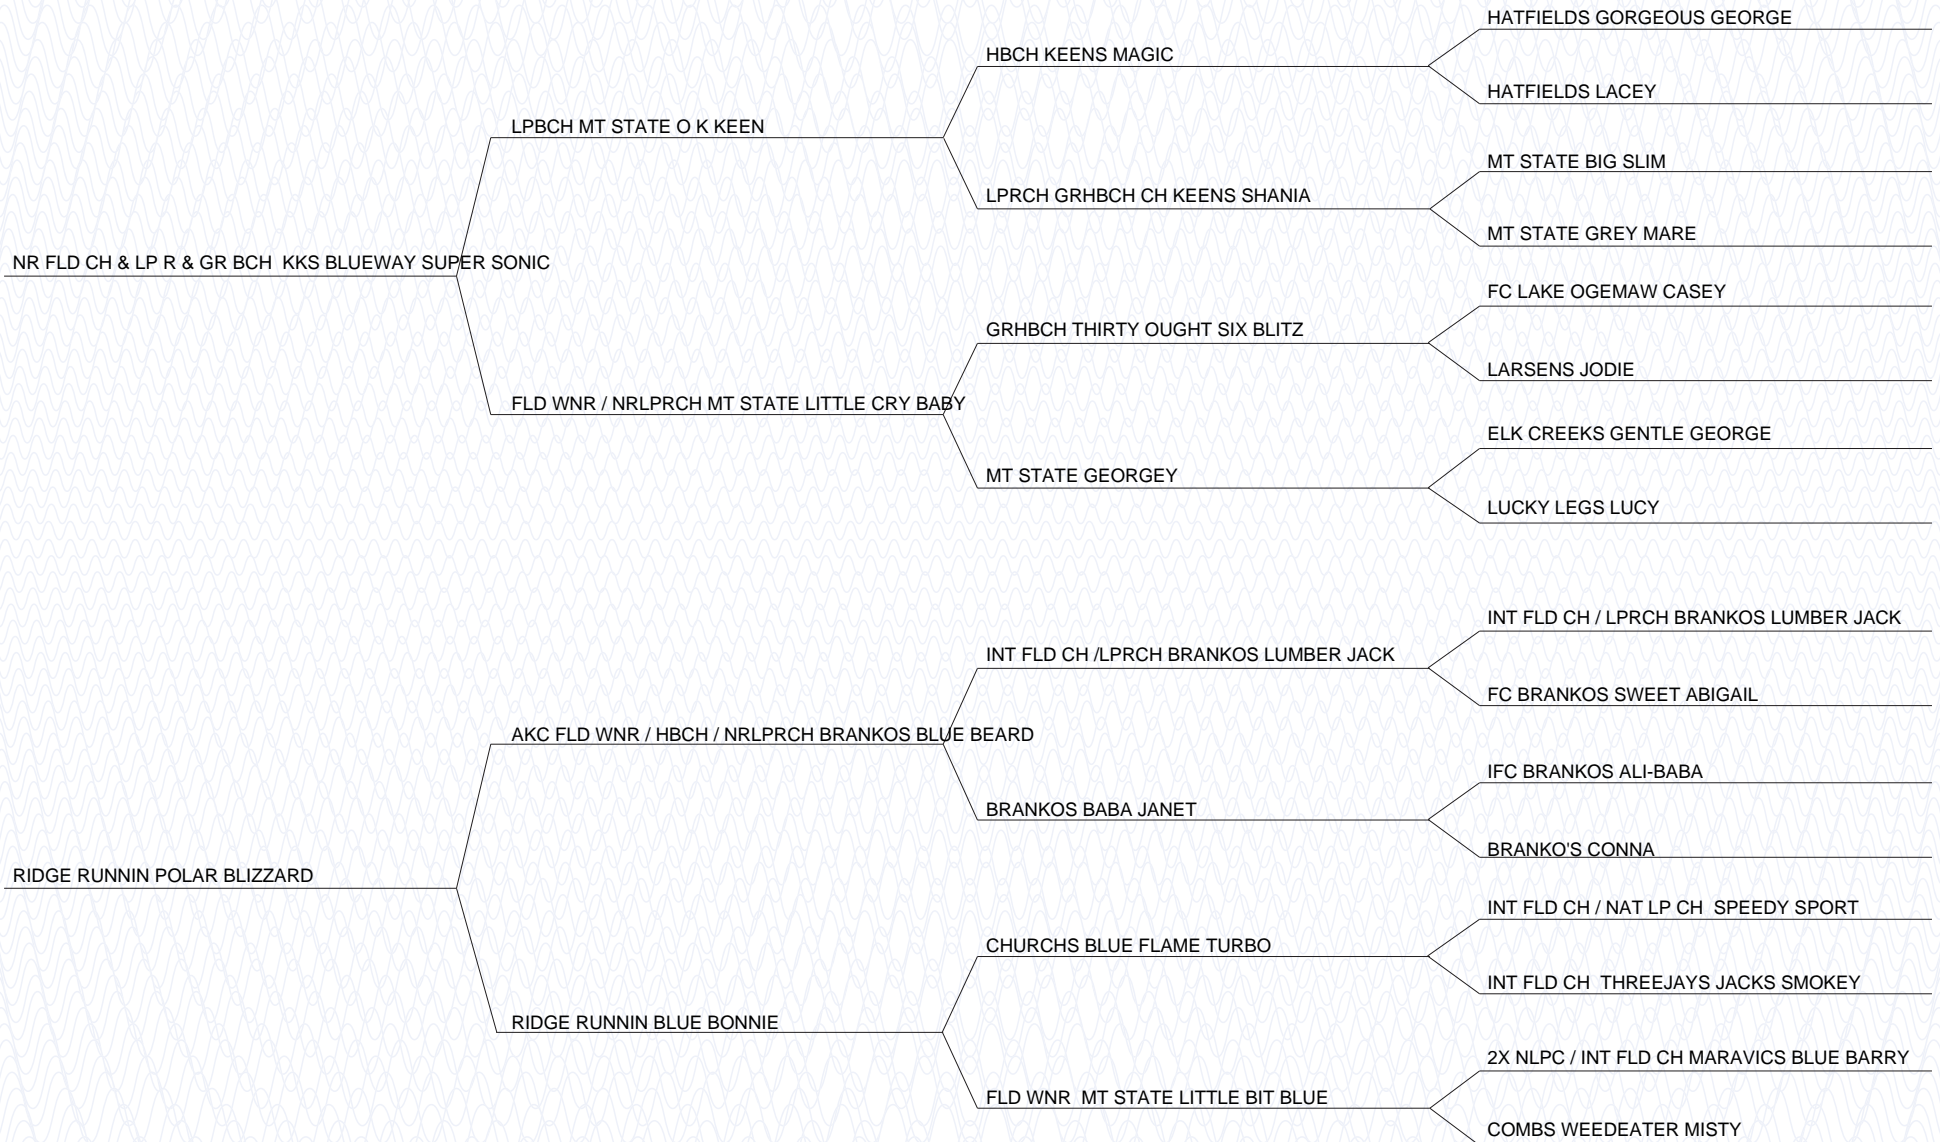 HATFIELDS GORGEOUS GEORGE
HBCH KEENS MAGIC
HATFIELDS LACEY
LPBCH MT STATE O K KEEN
MT STATE BIG SLIM
LPRCH GRHBCH CH KEENS SHANIA
MT STATE GREY MARE
NR FLD CH & LP R & GR BCH  KKS BLUEWAY SUPER SONIC
FC LAKE OGEMAW CASEY
GRHBCH THIRTY OUGHT SIX BLITZ
LARSENS JODIE
FLD WNR / NRLPRCH MT STATE LITTLE CRY BABY
ELK CREEKS GENTLE GEORGE
MT STATE GEORGEY
LUCKY LEGS LUCY
INT FLD CH / LPRCH BRANKOS LUMBER JACK
INT FLD CH /LPRCH BRANKOS LUMBER JACK
FC BRANKOS SWEET ABIGAIL
AKC FLD WNR / HBCH / NRLPRCH BRANKOS BLUE BEARD
IFC BRANKOS ALI-BABA
BRANKOS BABA JANET
BRANKO'S CONNA
RIDGE RUNNIN POLAR BLIZZARD
INT FLD CH / NAT LP CH  SPEEDY SPORT
CHURCHS BLUE FLAME TURBO
INT FLD CH  THREEJAYS JACKS SMOKEY
RIDGE RUNNIN BLUE BONNIE
2X NLPC / INT FLD CH MARAVICS BLUE BARRY
FLD WNR  MT STATE LITTLE BIT BLUE
COMBS WEEDEATER MISTY